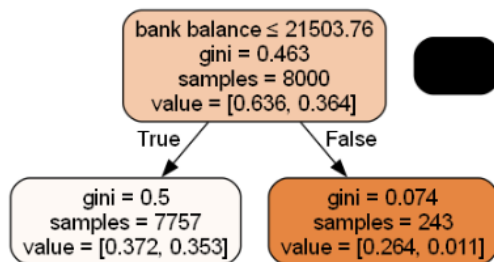 bank balance ≤ 21503.76
gini = 0.463
samples = 8000
value = [0.636, 0.364]
True
False
gini = 0.5
samples = 7757
value = [0.372, 0.353]
gini = 0.074
samples = 243
value = [0.264, 0.011]